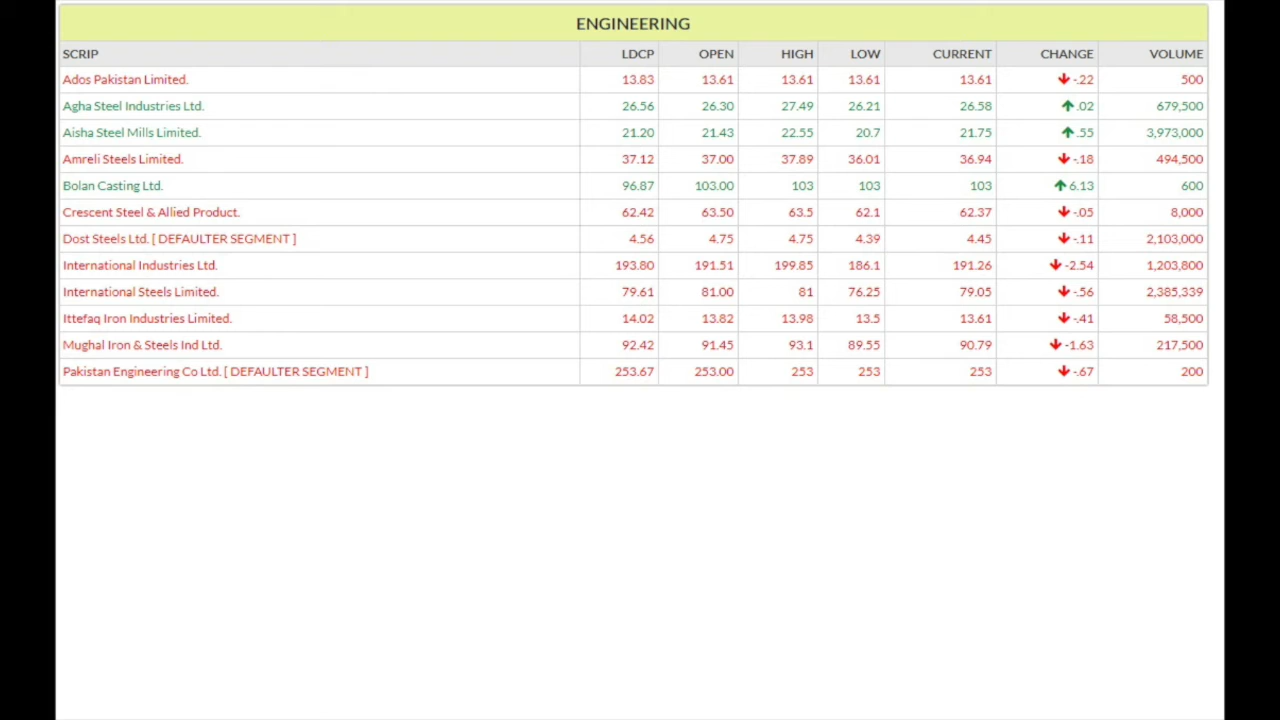 ENGINEERING
SCRIP LDCP OPEN HIGH LOW CURRENT CHANGE VOLUME
Ados Pakistan Limited. 13.83 13.61 13.61 13.61 13.61 -.22 500
Agha Steel Industries Ltd. 26.56 26.30 27.49 26.21 26.58 .02 679,500
Aisha Steel Mills Limited. 21.20 21.43 22.55 20.7 21.75 .55 3,973,000
Amreli Steels Limited. 37.12 37.00 37.89 36.01 36.94 -.18 494,500
Bolan Casting Ltd. 96.87 103.00 103 103 103 6.13 600
Crescent Steel & Allied Product. 62.42 63.50 63.5 62.1 62.37 -.05 8,000
Dost Steels Ltd. [ DEFAULTER SEGMENT ] 4.56 4.75 4.75 4.39 4.45 -.11 2,103,000
International Industries Ltd. 193.80 191.51 199.85 186.1 191.26 -2.54 1,203,800
International Steels Limited. 79.61 81.00 81 76.25 79.05 -.56 2,385,339
Ittefaq Iron Industries Limited. 14.02 13.82 13.98 13.5 13.61 -.41 58,500
Mughal Iron & Steels Ind Ltd. 92.42 91.45 93.1 89.55 90.79 -1.63 217,500
Pakistan Engineering Co Ltd. [ DEFAULTER SEGMENT ] 253.67 253.00 253 253 253 -.67 200